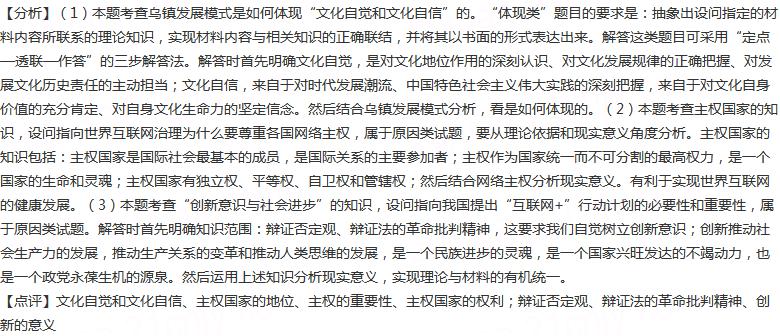 【分析】（1）本题考查乌镇发展模式是如何体现“文化自觉和文化自信”的。“体现类”题目的要求是：抽象出设问指定的材
料内容所联系的理论知识，实现材料内容与相关知识的正确联结，并将其以书面的形式表达出来。解答这类题目可采用“定点
—透联—作答”的三步解答法。解答时首先明确文化自觉，是对文化地位作用的深刻认识、对文化发展规律的正确把握、对发
展文化历史责任的主动担当；文化自信，来自于对时代发展潮流、中国特色社会主义伟大实践的深刻把握，来自于对文化自身
价值的充分肯定、对自身文化生命力的坚定信念。然后结合乌镇发展模式分析，看是如何体现的。（2）本题考查主权国家的知
识，设问指向世界互联网治理为什么要尊重各国网络主权，属于原因类试题，要从理论依据和现实意义角度分析。主权国家的
知识包括：主权国家是国际社会最基本的成员，是国际关系的主要参加者；主权作为国家统一而不可分割的最高权力，是一个
国家的生命和灵魂；主权国家有独立权、平等权、自卫权和管辖权；然后结合网络主权分析现实意义。有利于实现世界互联网
的健康发展。（3）本题考查“创新意识与社会进步”的知识，设问指向我国提出“互联网+”行动计划的必要性和重要性，属
于原因类试题。解答时首先明确知识范围：辩证否定观、辩证法的革命批判精神，这要求我们自觉树立创新意识；创新推动社
会生产力的发展，推动生产关系的变革和推动人类思维的发展，是一个民族进步的灵魂，是一个国家兴旺发达的不竭动力，也
是一个政党永葆生机的源泉。然后运用上述知识分析现实意义，实现理论与材料的有机统一。
【点评】文化自觉和文化自信、主权国家的地位、主权的重要性、主权国家的权利；辩证否定观、辩证法的革命批判精神、创
新的意义